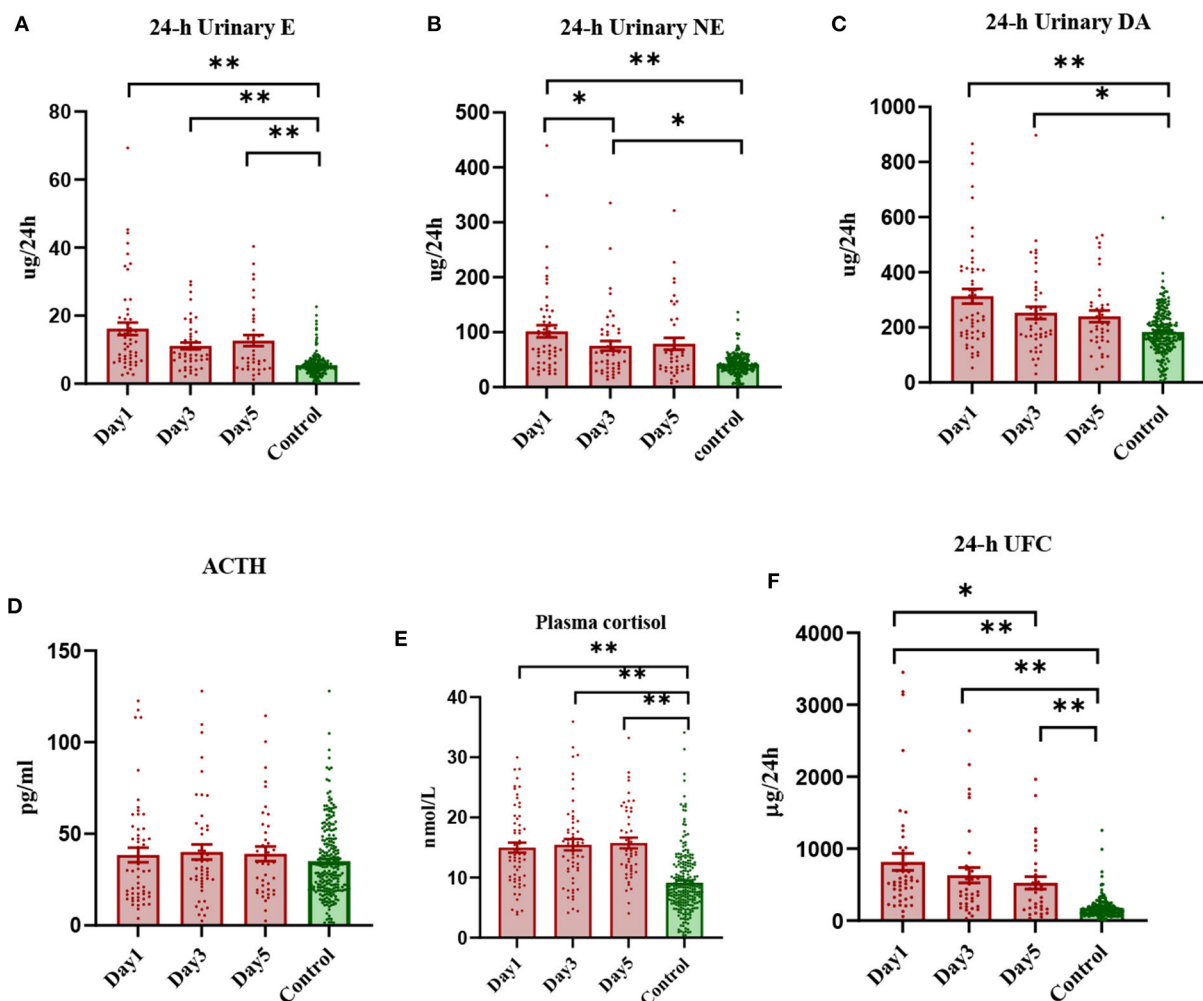 A
24-h Urinary E
**
**
**
80
60
40
20
0
ug/24h
Day1
Day3
Day5
Control
B
24-h Urinary NE
**
*
*
500
400
300
200
100
0
ug/24h
Day1
Day3
Day5
control
C
24-h Urinary DA
**
*
1000
800
600
400
200
0
ug/24h
Day1
Day3
Day5
Control
D
ACTH
150
100
50
0
pg/ml
Day1
Day3
Day5
Control
E
Plasma cortisol
**
**
**
40
30
20
10
0
nmol/L
Day1
Day3
Day5
Control
F
24-h UFC
*
**
**
**
4000
3000
2000
1000
0
µg/24h
Day1
Day3
Day5
Control